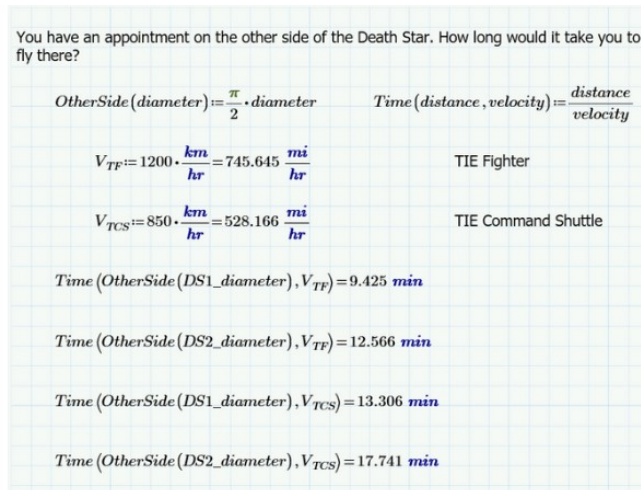 You have an appointment on the other side of the Death Star. How long would it take you to
fly there?
OtherSide(diameter):=π/2·diameter Time(distance,velocity):=distance/velocity
V_TF:=1200·km/hr=745.645 mi/hr TIE Fighter
V_TCS:=850·km/hr=528.166 mi/hr TIE Command Shuttle
Time(OtherSide(DS1_diameter),V_TF)=9.425 min
Time(OtherSide(DS2_diameter),V_TF)=12.566 min
Time(OtherSide(DS1_diameter),V_TCS)=13.306 min
Time(OtherSide(DS2_diameter),V_TCS)=17.741 min